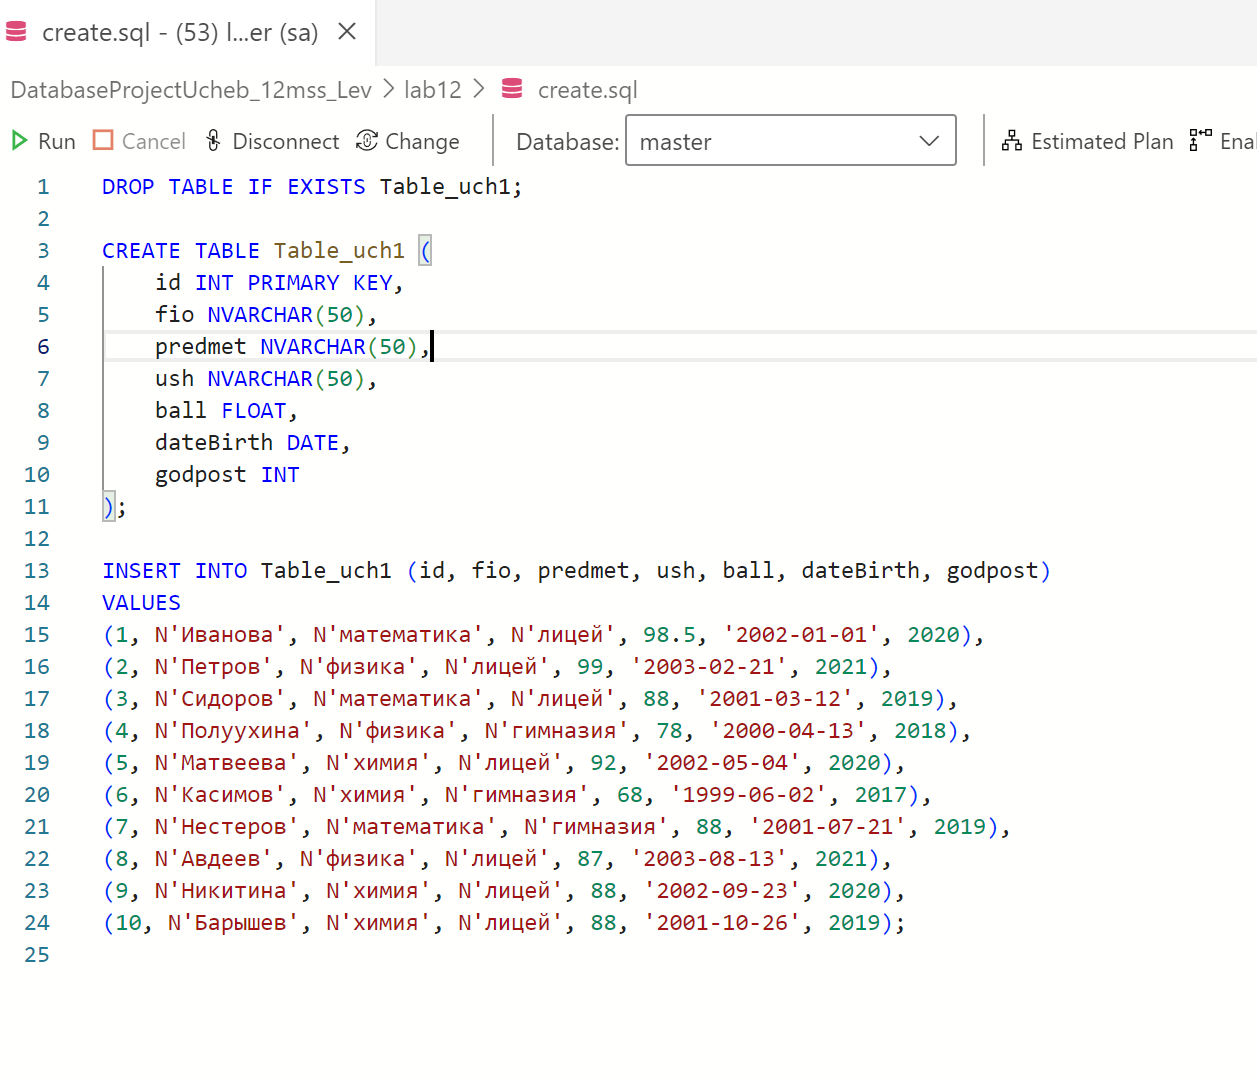 create.sql - (53) l...er (sa)
DatabaseProjectUcheb_12mss_Lev > lab12 > create.sql
Run Cancel Disconnect Change Database: master Estimated Plan Enal
1 DROP TABLE IF EXISTS Table_uch1;
2
3 CREATE TABLE Table_uch1 (
4 id INT PRIMARY KEY,
5 fio NVARCHAR(50),
6 predmet NVARCHAR(50),
7 ush NVARCHAR(50),
8 ball FLOAT,
9 dateBirth DATE,
10 godpost INT
11 );
12
13 INSERT INTO Table_uch1 (id, fio, predmet, ush, ball, dateBirth, godpost)
14 VALUES
15 (1, N'Иванова', N'математика', N'лицей', 98.5, '2002-01-01', 2020),
16 (2, N'Петров', N'физика', N'лицей', 99, '2003-02-21', 2021),
17 (3, N'Сидоров', N'математика', N'лицей', 88, '2001-03-12', 2019),
18 (4, N'Полуухина', N'физика', N'гимназия', 78, '2000-04-13', 2018),
19 (5, N'Матвеева', N'химия', N'лицей', 92, '2002-05-04', 2020),
20 (6, N'Касимов', N'химия', N'гимназия', 68, '1999-06-02', 2017),
21 (7, N'Нестеров', N'математика', N'гимназия', 88, '2001-07-21', 2019),
22 (8, N'Авдеев', N'физика', N'лицей', 87, '2003-08-13', 2021),
23 (9, N'Никитина', N'химия', N'лицей', 88, '2002-09-23', 2020),
24 (10, N'Барышев', N'химия', N'лицей', 88, '2001-10-26', 2019);
25